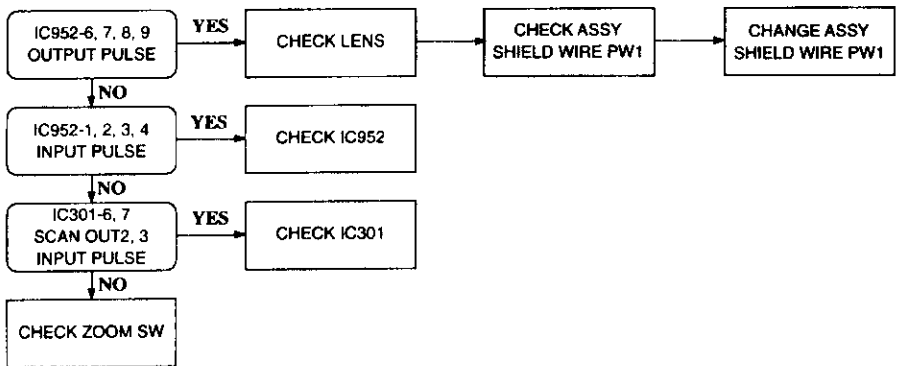 IC952-6, 7, 8, 9
OUTPUT PULSE
YES
CHECK LENS
CHECK ASSY
SHIELD WIRE PW1
CHANGE ASSY
SHIELD WIRE PW1
NO
IC952-1, 2, 3, 4
INPUT PULSE
YES
CHECK IC952
NO
IC301-6, 7
SCAN OUT2, 3
INPUT PULSE
YES
CHECK IC301
NO
CHECK ZOOM SW